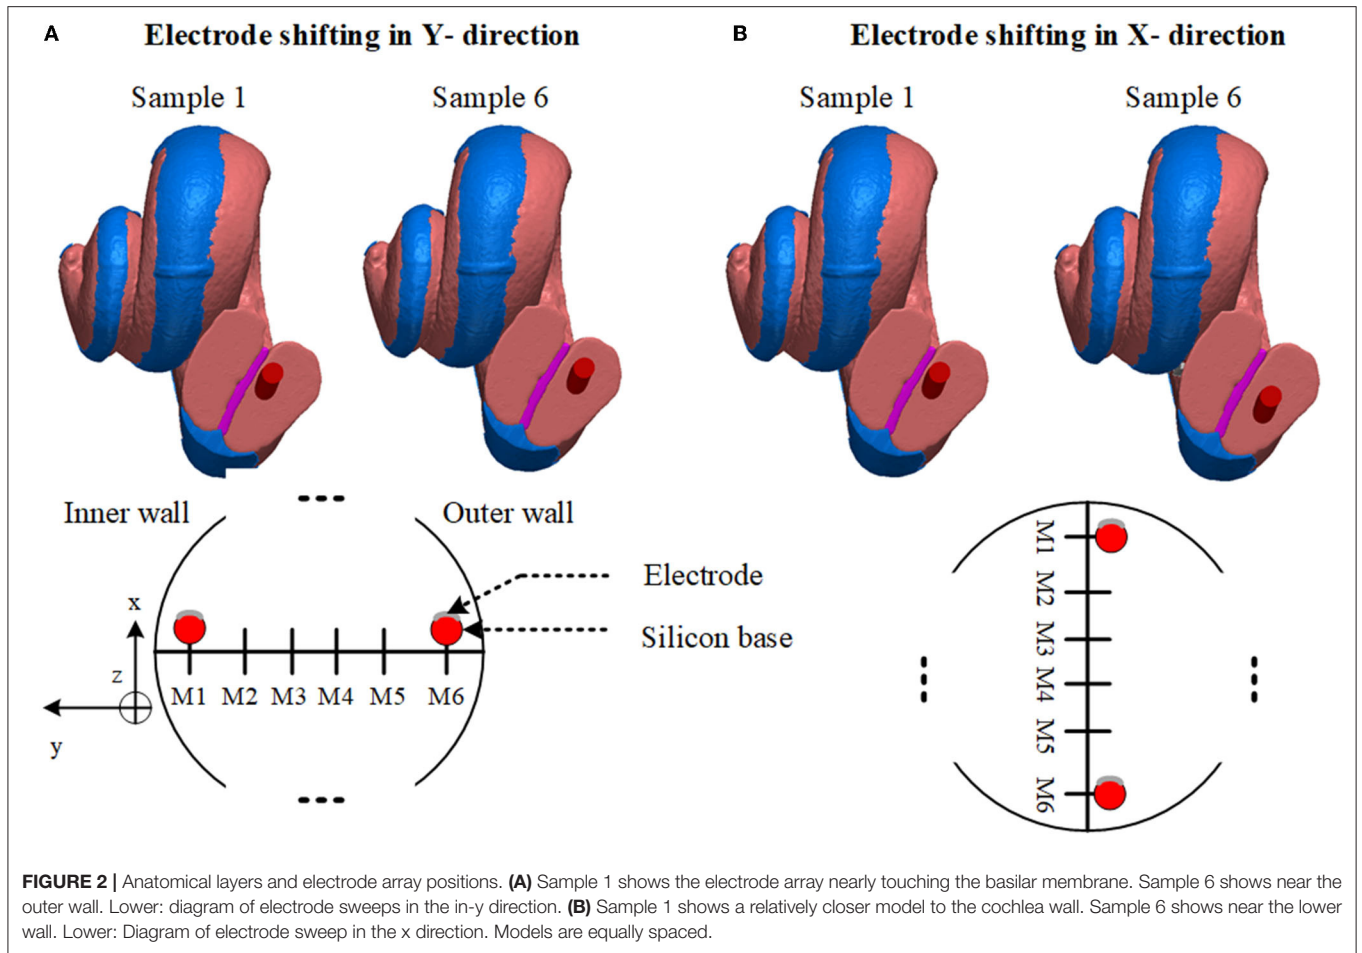 A
Electrode shifting in Y- direction
Sample 1
Sample 6
Inner wall
Outer wall
Electrode
Silicon base
x
z
y
M1 M2 M3 M4 M5 M6
B
Electrode shifting in X- direction
Sample 1
Sample 6
M1
M2
M3
M4
M5
M6
FIGURE 2 | Anatomical layers and electrode array positions. (A) Sample 1 shows the electrode array nearly touching the basilar membrane. Sample 6 shows near the
outer wall. Lower: diagram of electrode sweeps in the in-y direction. (B) Sample 1 shows a relatively closer model to the cochlea wall. Sample 6 shows near the lower
wall. Lower: Diagram of electrode sweep in the x direction. Models are equally spaced.